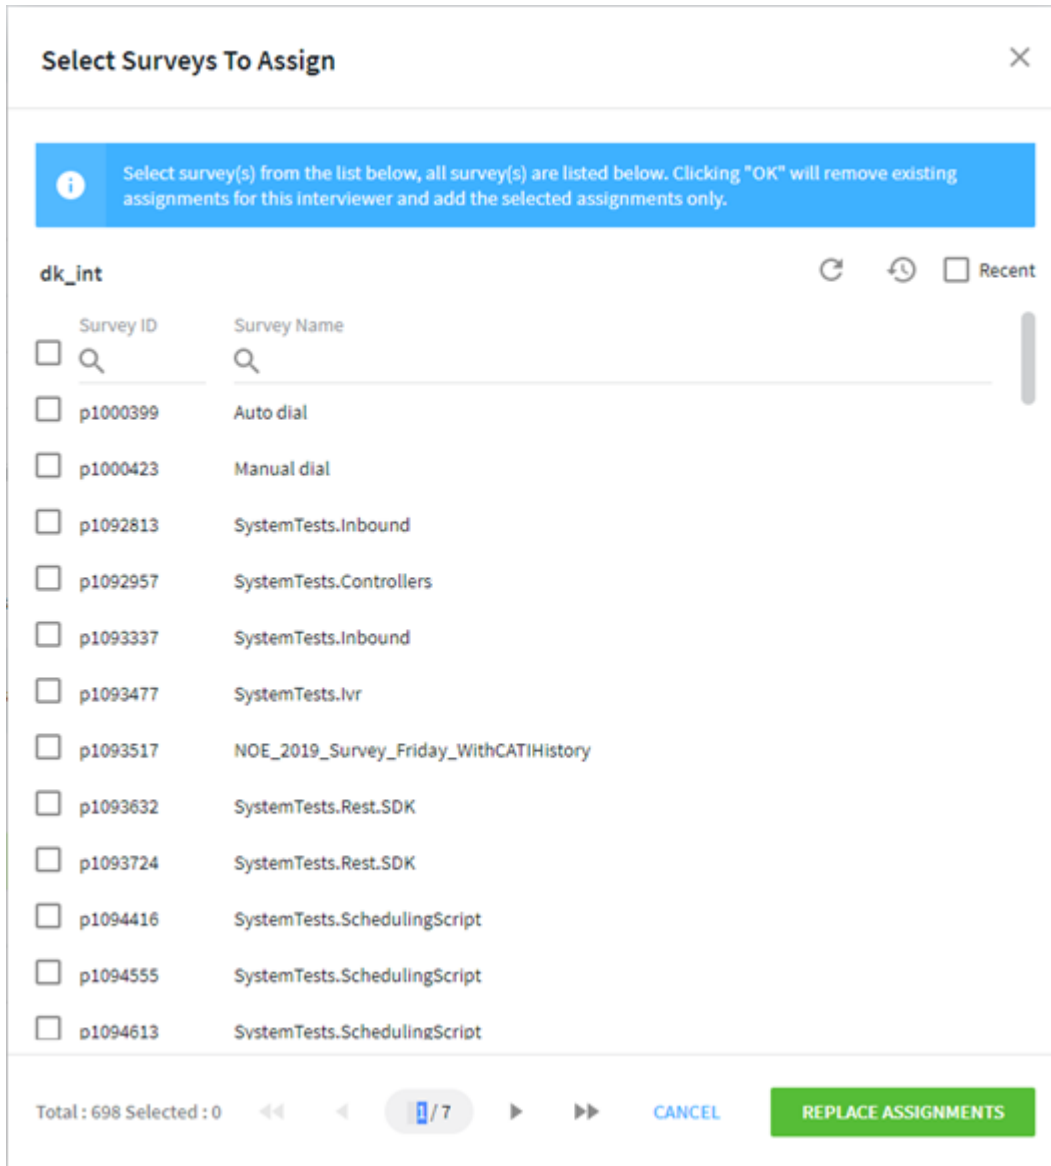 Select Surveys To Assign
Select survey(s) from the list below, all survey(s) are listed below. Clicking "OK" will remove existing
assignments for this interviewer and add the selected assignments only.
dk_int
Recent
Survey ID Survey Name
p1000399 Auto dial
p1000423 Manual dial
p1092813 SystemTests.Inbound
p1092957 SystemTests.Controllers
p1093337 SystemTests.Inbound
p1093477 SystemTests.Ivr
p1093517 NOE_2019_Survey_Friday_WithCATIHistory
p1093632 SystemTests.Rest.SDK
p1093724 SystemTests.Rest.SDK
p1094416 SystemTests.SchedulingScript
p1094555 SystemTests.SchedulingScript
p1094613 SystemTests.SchedulingScript
Total : 698 Selected : 0 1 / 7 CANCEL REPLACE ASSIGNMENTS